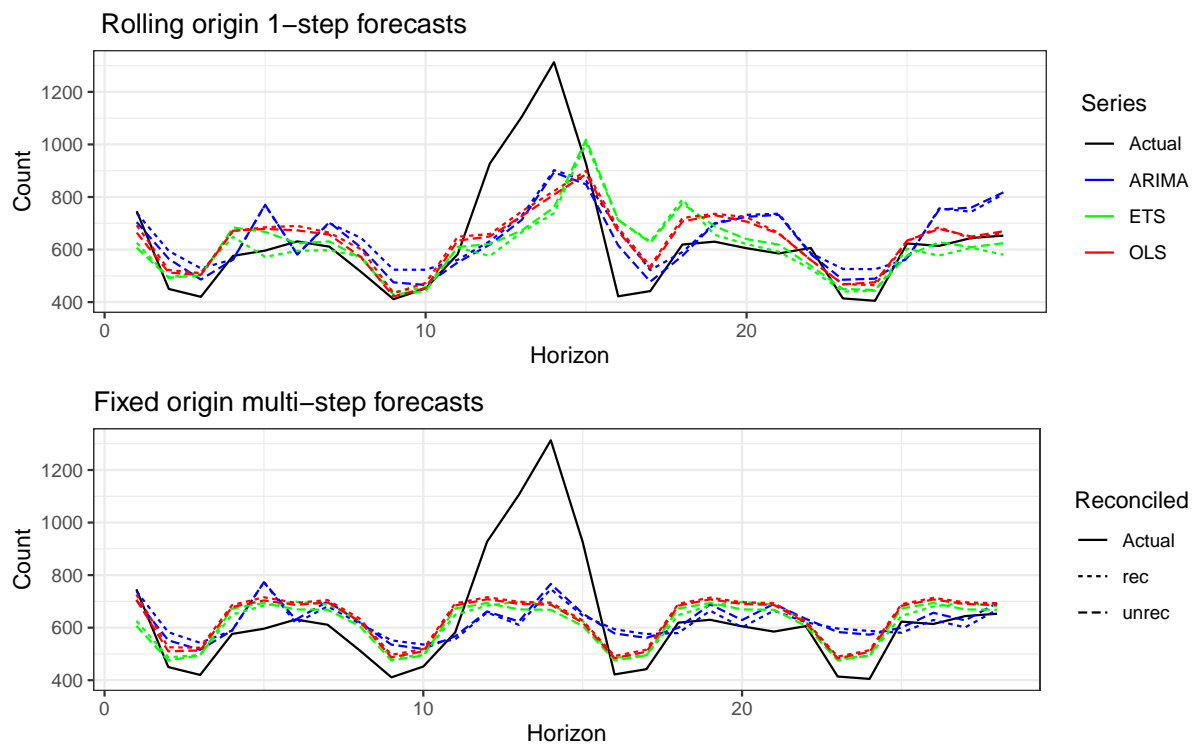 Rolling origin 1−step forecasts
1200
1000
800
600
400
Count
0
10
20
Horizon
Series
Actual
ARIMA
ETS
OLS
Fixed origin multi−step forecasts
1200
1000
800
600
400
Count
0
10
20
Horizon
Reconciled
Actual
rec
unrec